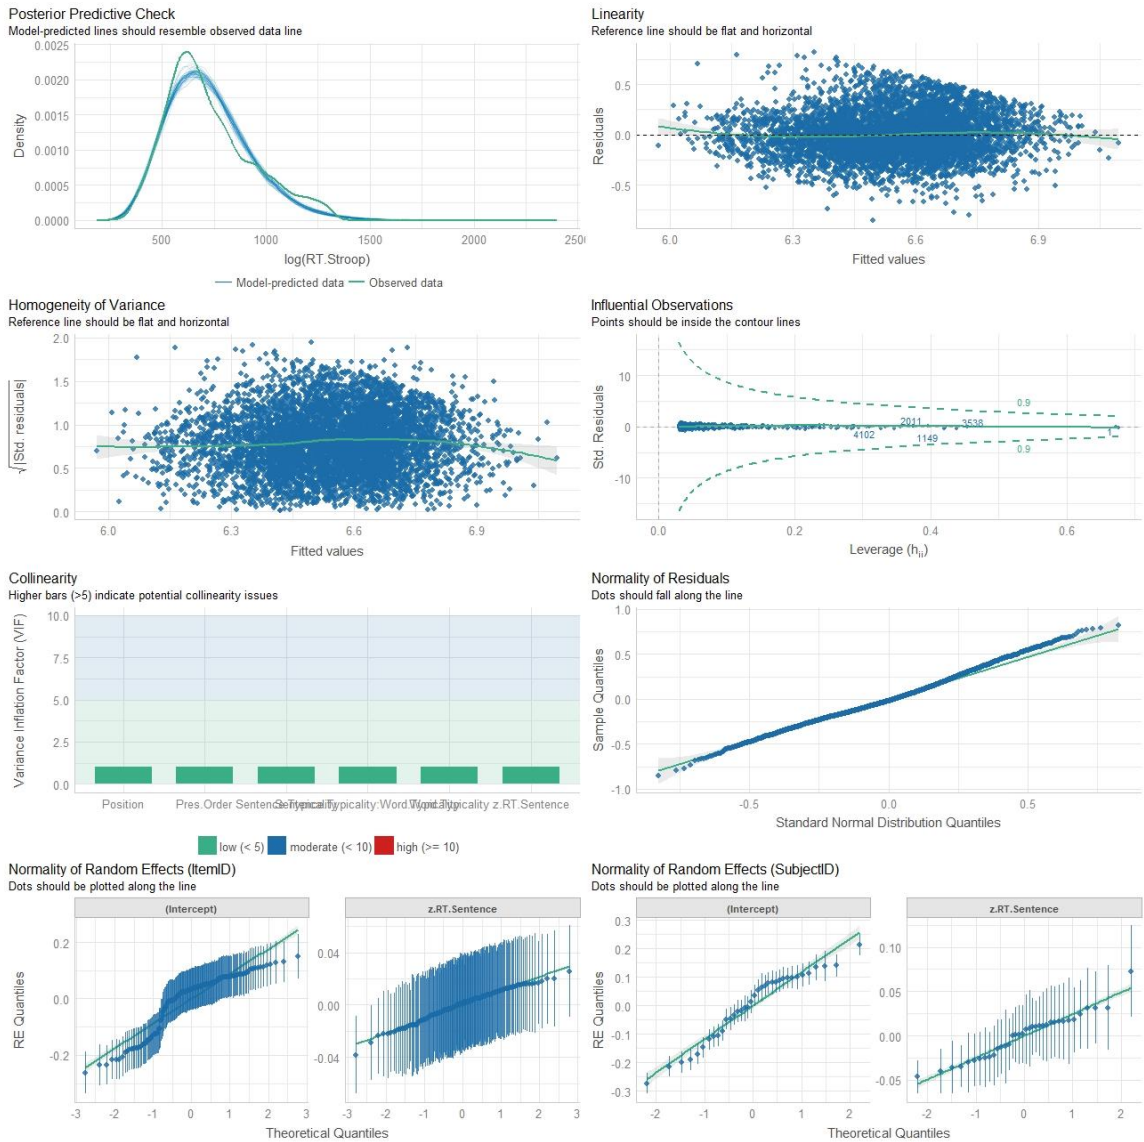 Posterior Predictive Check
Model-predicted lines should resemble observed data line
0.0025
0.0020
0.0015
0.0010
0.0005
0.0000
Density
500
1000
1500
2000
log(RT.Stroop)
Model-predicted data
Observed data
Linearity
Reference line should be flat and horizontal
0.5
0.0
-0.5
Residuals
6.0
6.3
6.6
6.9
Fitted values
Homogeneity of Variance
Reference line should be flat and horizontal
2.0
1.5
1.0
0.5
0.0
√|Std. residuals|
6.0
6.3
6.6
6.9
Fitted values
Influential Observations
Points should be inside the contour lines
10
0
-10
Std. Residuals
0.9
2011
3538
4102
1149
0.9
0.0
0.2
0.4
0.6
Leverage (hii)
Collinearity
Higher bars (>5) indicate potential collinearity issues
10.0
7.5
5.0
2.5
0.0
Variance Inflation Factor (VIF)
Position
Pres.Order
z.RT.Sentence
low (< 5)
moderate (< 10)
high (>= 10)
Normality of Residuals
Dots should fall along the line
1.0
0.5
0.0
-0.5
-1.0
Sample Quantiles
-0.5
0.0
0.5
Standard Normal Distribution Quantiles
Normality of Random Effects (ItemID)
Dots should be plotted along the line
(Intercept)
z.RT.Sentence
0.2
0.0
-0.2
RE Quantiles
0.04
0.00
-0.04
-3 -2 -1 0 1 2 3
-3 -2 -1 0 1 2 3
Theoretical Quantiles
Normality of Random Effects (SubjectID)
Dots should be plotted along the line
(Intercept)
z.RT.Sentence
0.3
0.2
0.1
0.0
-0.1
-0.2
-0.3
RE Quantiles
0.10
0.05
0.00
-0.05
-2 -1 0 1 2
-2 -1 0 1 2
Theoretical Quantiles